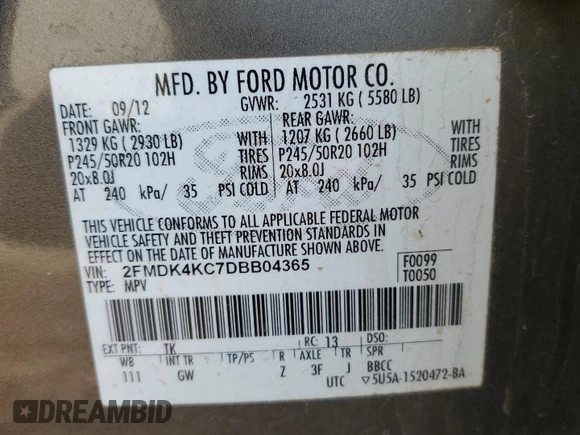 MFD. BY FORD MOTOR CO.
DATE: 09/12 GVWR: 2531 KG ( 5580 LB)
FRONT GAWR: REAR GAWR:
1329 KG ( 2930 LB) WITH 1207 KG ( 2660 LB) WITH
P245/50R20 102H TIRES P245/50R20 102H TIRES
20x8.0J RIMS 20x8.0J RIMS
AT 240 kPa/ 35 PSI COLD AT 240 kPa/ 35 PSI COLD
THIS VEHICLE CONFORMS TO ALL APPLICABLE FEDERAL MOTOR
VEHICLE SAFETY AND THEFT PREVENTION STANDARDS IN
EFFECT ON THE DATE OF MANUFACTURE SHOWN ABOVE.
VIN: 2FMDK4KC7DBB04365 F0099
TYPE: MPV T0050
EXT PNT: TK RC: 13 DSO:
WB INT TR TP/PS R AXLE TR SPR
111 GW Z 3F J BBCC
UTC ▽5U5A-1520472-BA
DREAMBID